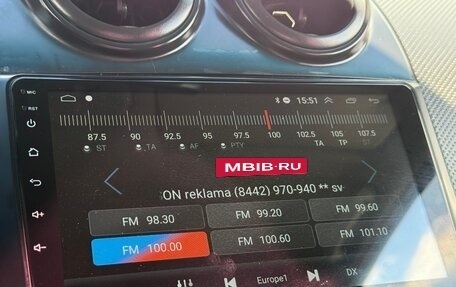 MIC
15:51
RST
87.5 90 92.5 95 97.5 100 102.5 105 107.5
ST TA AF PTY TA TP ST
MBIB-RU
ON reklama (8442) 970-940 ** sv
FM 98.30 FM 99.20 FM 99.60
FM 100.00 FM 100.60 FM 101.10
Europe1 DX